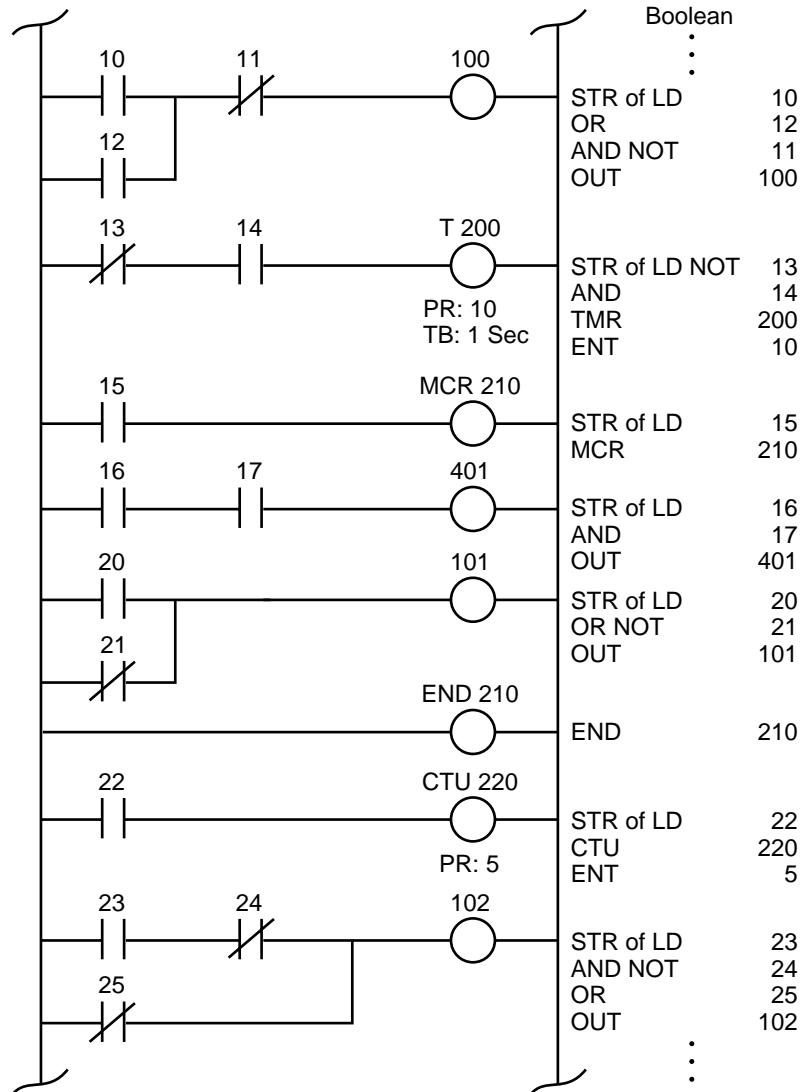 Boolean
10 11 100
STR of LD 10
OR 12
12
AND NOT 11
OUT 100
13 14 T 200
STR of LD NOT 13
AND 14
PR: 10
TMR 200
TB: 1 Sec
ENT 10
15 MCR 210
STR of LD 15
MCR 210
16 17 401
STR of LD 16
AND 17
OUT 401
20 101
STR of LD 20
OR NOT 21
21
OUT 101
END 210
END 210
22 CTU 220
STR of LD 22
CTU 220
PR: 5
ENT 5
23 24 102
STR of LD 23
AND NOT 24
25
OR 25
OUT 102